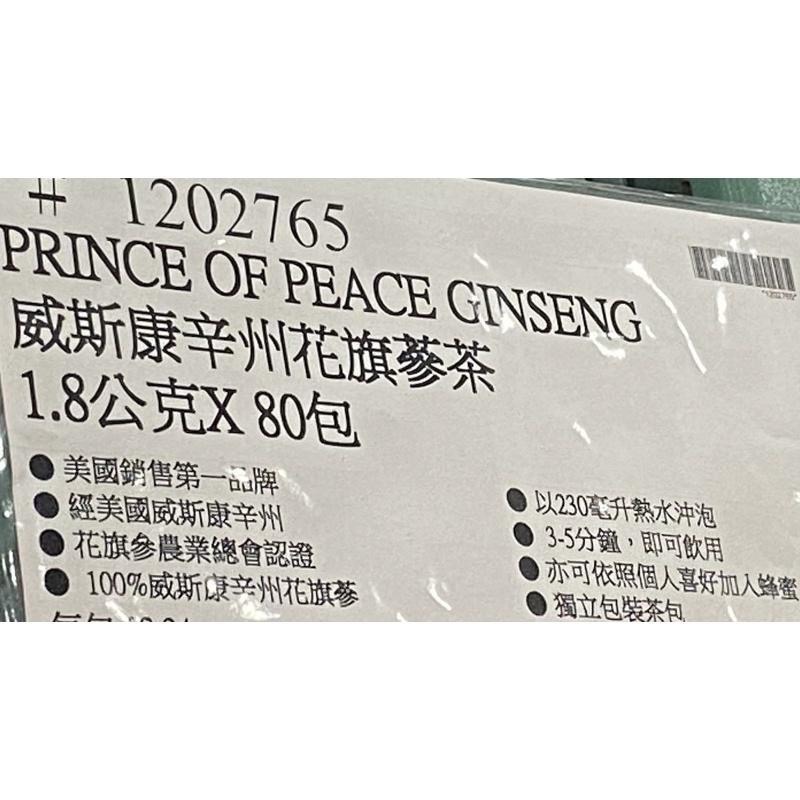 # 1202765
PRINCE OF PEACE GINSENG
威斯康辛州花旗蔘茶
1.8公克X 80包
●美國銷售第一品牌
●經美國威斯康辛州
●花旗參農業總會認證
●100%威斯康辛州花旗蔘
●以230毫升熱水沖泡
●3-5分鐘，即可飲用
●亦可依照個人喜好加入蜂蜜
●獨立包裝茶包